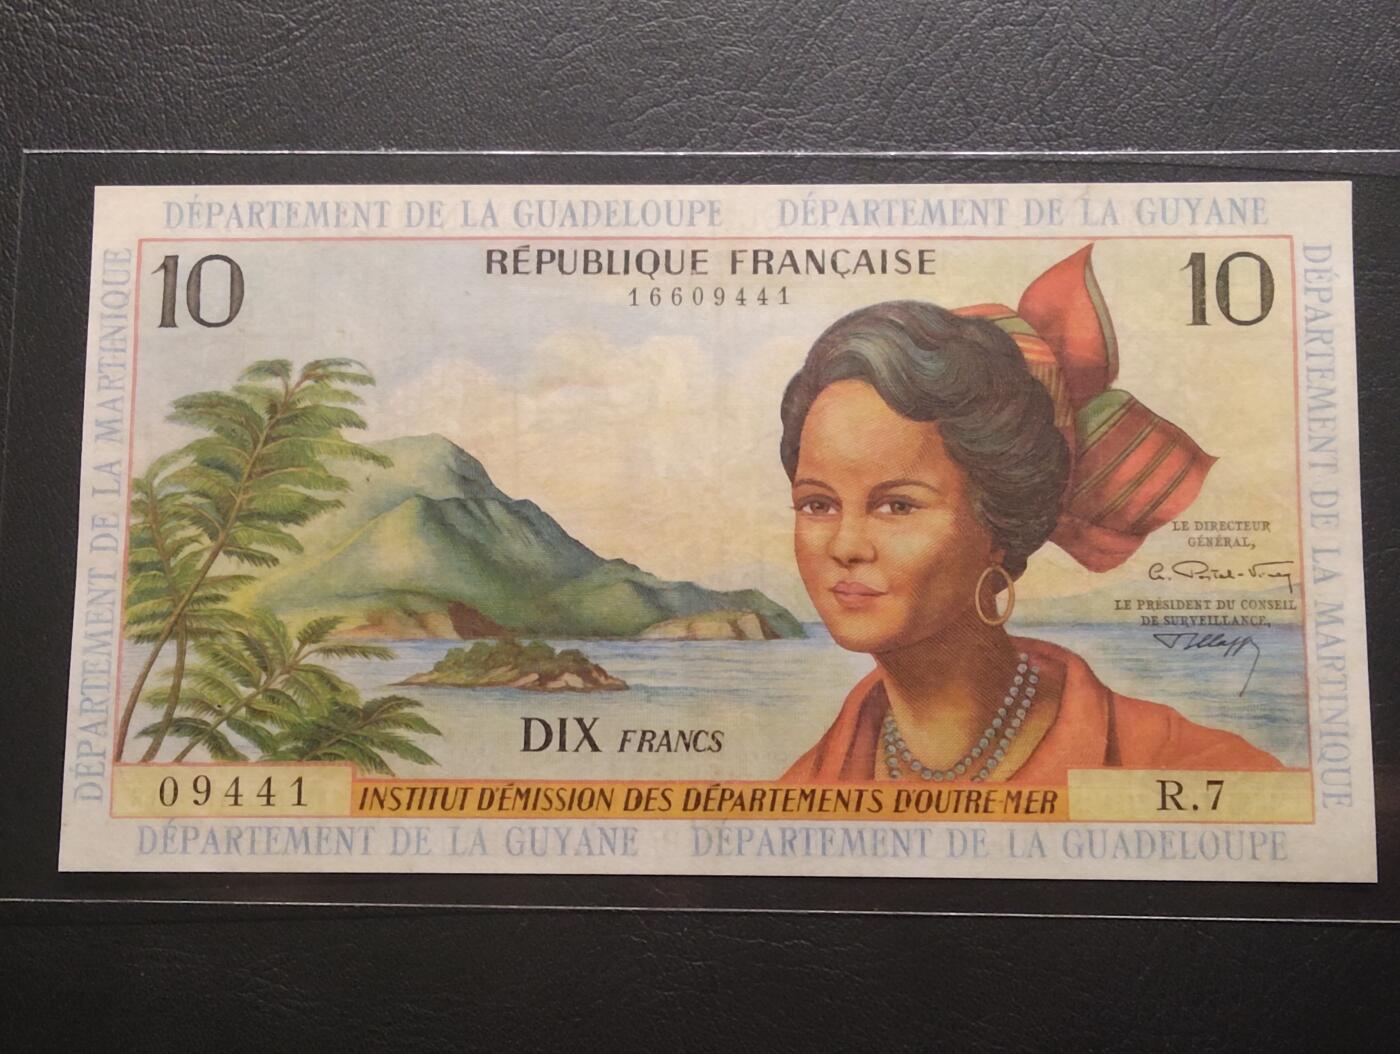 DÉPARTEMENT DE LA GUADELOUPE DÉPARTEMENT DE LA GUYANE
DÉPARTEMENT DE LA MARTINIQUE
DÉPARTEMENT DE LA MARTINIQUE
10
RÉPUBLIQUE FRANÇAISE
10
16609441
LE DIRECTEUR
GÉNÉRAL,
LE PRÉSIDENT DU CONSEIL
DE SURVEILLANCE,
DIX FRANCS
09441
INSTITUT D'ÉMISSION DES DÉPARTEMENTS D'OUTRE-MER
R.7
DÉPARTEMENT DE LA GUYANE DÉPARTEMENT DE LA GUADELOUPE